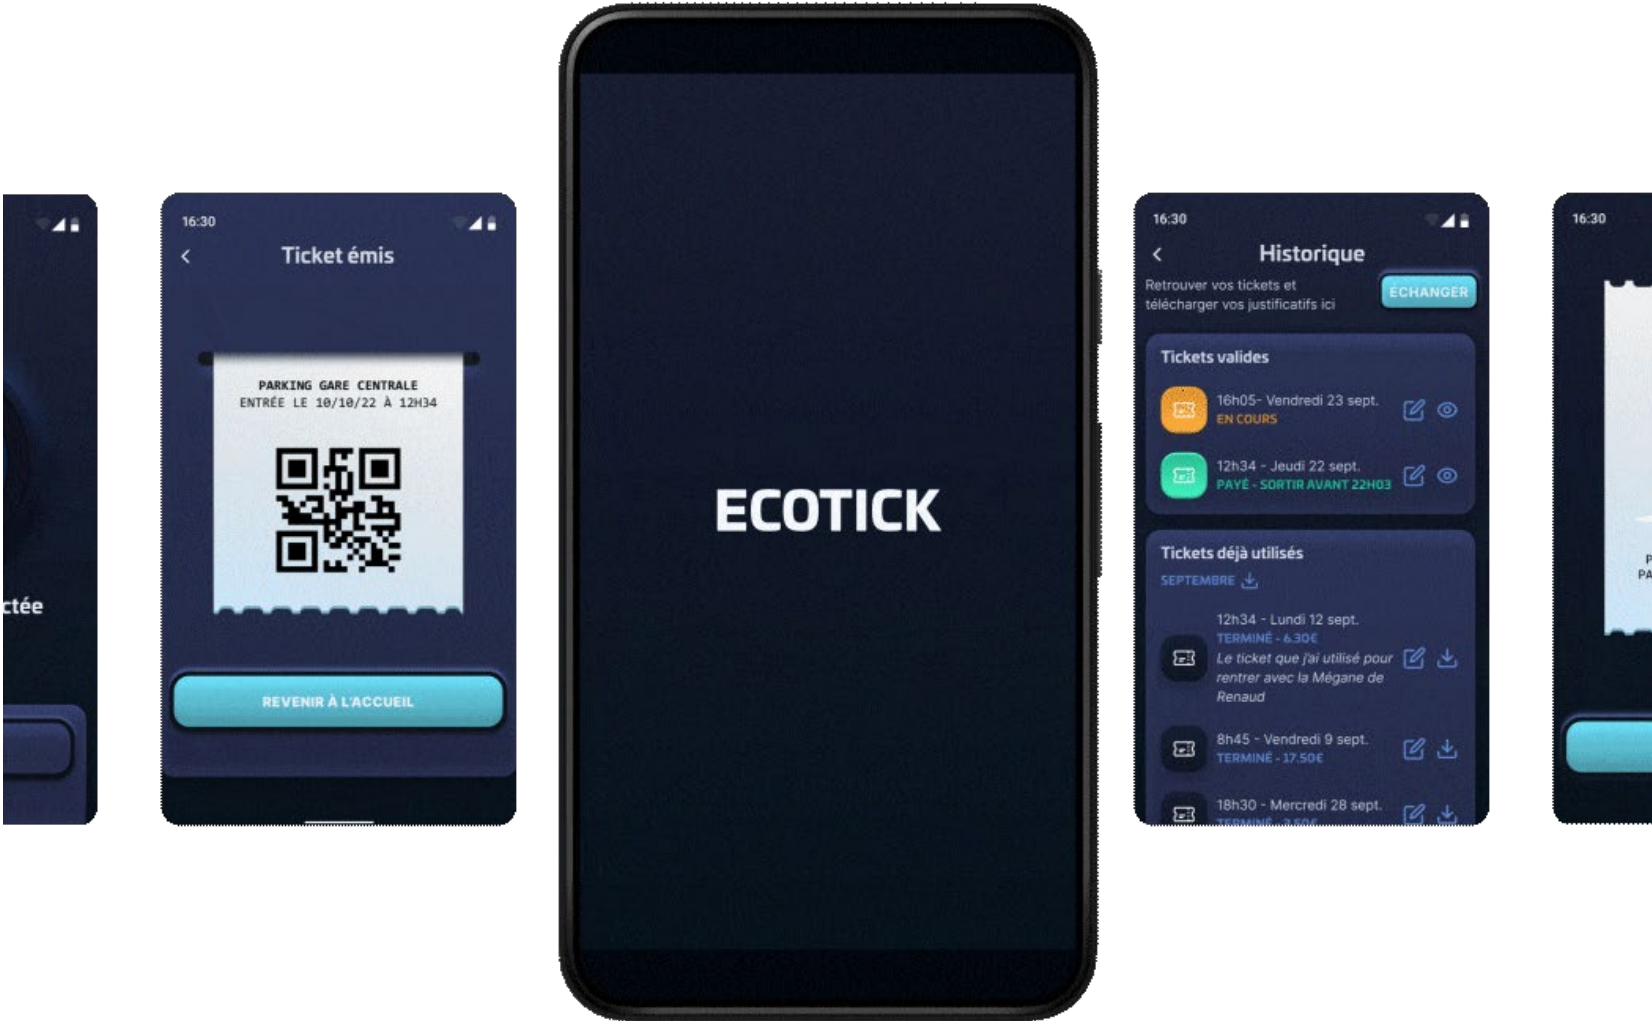 ctée
16:30
Ticket émis
PARKING GARE CENTRALE
ENTRÉE LE 10/10/22 À 12H34
REVENIR À L'ACCUEIL
ECOTICK
16:30
Historique
Retrouver vos tickets et
télécharger vos justificatifs ici
ÉCHANGER
Tickets valides
16h05- Vendredi 23 sept.
EN COURS
12h34 - Jeudi 22 sept.
PAYÉ - SORTIR AVANT 22H03
Tickets déjà utilisés
SEPTEMBRE
12h34 - Lundi 12 sept.
TERMINÉ - 6.30€
Le ticket que j'ai utilisé pour
rentrer avec la Mégane de
Renaud
8h45 - Vendredi 9 sept.
TERMINÉ - 17.50€
18h30 - Mercredi 28 sept.
TERMINÉ - 3.50€
16:30
P
PA